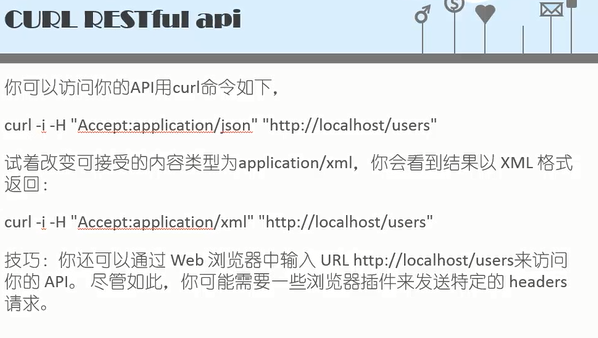 CURL RESTful api
你可以访问你的API用curl命令如下，
curl -i -H "Accept:application/json" "http://localhost/users"
试着改变可接受的内容类型为application/xml，你会看到结果以 XML 格式
返回：
curl -i -H "Accept:application/xml" "http://localhost/users"
技巧：你还可以通过 Web 浏览器中输入 URL http://localhost/users来访问
你的 API。 尽管如此，你可能需要一些浏览器插件来发送特定的 headers
请求。